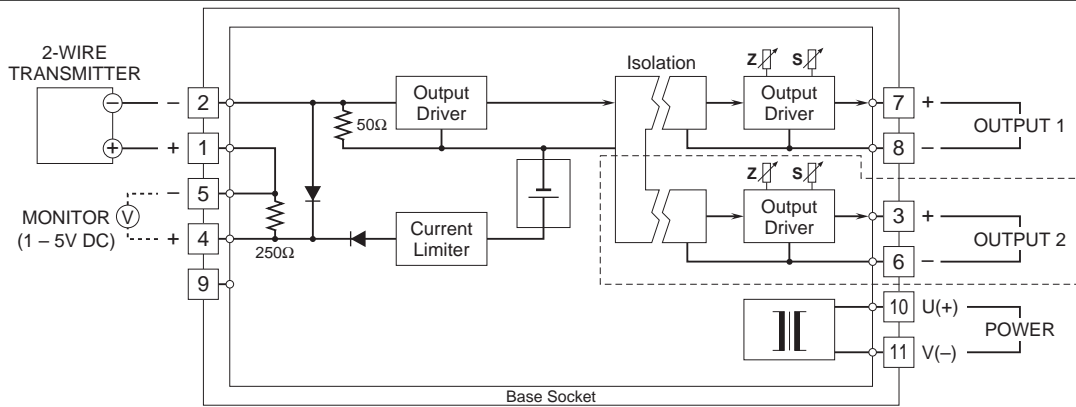 2-WIRE
TRANSMITTER
−
+
− 2
+ 1
− 5
MONITOR V
(1 – 5V DC)
+ 4
9
50Ω
250Ω
Output
Driver
Current
Limiter
Isolation
Z S
Output
Driver
Z S
Output
Driver
7 +
OUTPUT 1
8 −
3 +
OUTPUT 2
6 −
10 U(+)
POWER
11 V(–)
Base Socket